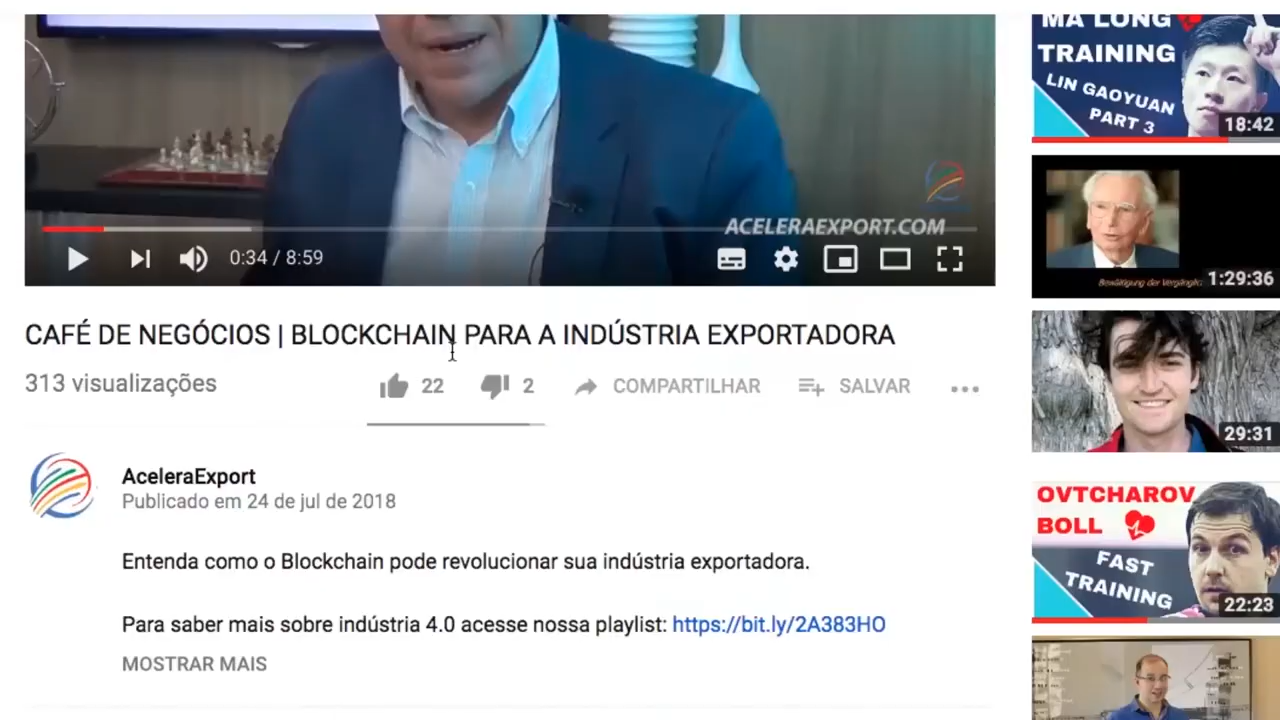 MA LONG
TRAINING
LIN GAOYUAN
PART 3
18:42
ACELERAEXPORT.COM
0:34 / 8:59
1:29:36
CAFÉ DE NEGÓCIOS | BLOCKCHAIN PARA A INDÚSTRIA EXPORTADORA
313 visualizações
22
2
COMPARTILHAR
SALVAR
29:31
AceleraExport
Publicado em 24 de jul de 2018
OVTCHAROV
BOLL
FAST
TRAINING
22:23
Entenda como o Blockchain pode revolucionar sua indústria exportadora.
Para saber mais sobre indústria 4.0 acesse nossa playlist: https://bit.ly/2A383HO
MOSTRAR MAIS